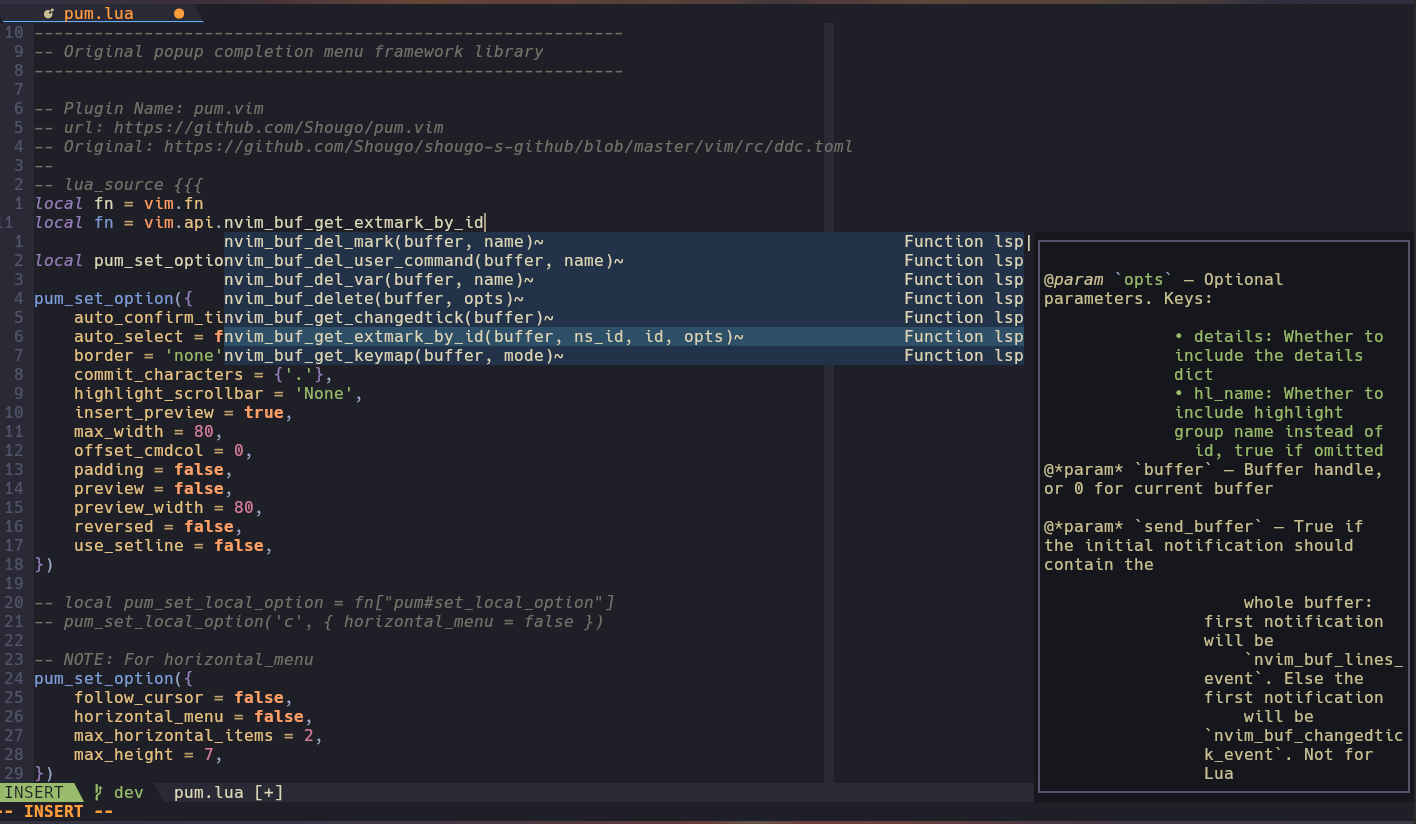 pum.lua ●
10 -----------------------------------------------------------
9 -- Original popup completion menu framework library
8 -----------------------------------------------------------
7
6 -- Plugin Name: pum.vim
5 -- url: https://github.com/Shougo/pum.vim
4 -- Original: https://github.com/Shougo/shougo-s-github/blob/master/vim/rc/ddc.toml
3 --
2 -- lua_source {{{
1 local fn = vim.fn
11 local fn = vim.api.nvim_buf_get_extmark_by_id
1 nvim_buf_del_mark(buffer, name)~ Function lsp
2 local pum_set_optio nvim_buf_del_user_command(buffer, name)~ Function lsp
3 nvim_buf_del_var(buffer, name)~ Function lsp
4 pum_set_option({ nvim_buf_delete(buffer, opts)~ Function lsp
5 auto_confirm_ti nvim_buf_get_changedtick(buffer)~ Function lsp
6 auto_select = f nvim_buf_get_extmark_by_id(buffer, ns_id, id, opts)~ Function lsp
7 border = 'none' nvim_buf_get_keymap(buffer, mode)~ Function lsp
8 commit_characters = {'.'},
9 highlight_scrollbar = 'None',
10 insert_preview = true,
11 max_width = 80,
12 offset_cmdcol = 0,
13 padding = false,
14 preview = false,
15 preview_width = 80,
16 reversed = false,
17 use_setline = false,
18 })
19
20 -- local pum_set_local_option = fn["pum#set_local_option"]
21 -- pum_set_local_option('c', { horizontal_menu = false })
22
23 -- NOTE: For horizontal_menu
24 pum_set_option({
25 follow_cursor = false,
26 horizontal_menu = false,
27 max_horizontal_items = 2,
28 max_height = 7,
29 })
@param `opts` — Optional
parameters. Keys:
• details: Whether to
include the details
dict
• hl_name: Whether to
include highlight
group name instead of
id, true if omitted
@*param* `buffer` — Buffer handle,
or 0 for current buffer
@*param* `send_buffer` — True if
the initial notification should
contain the
whole buffer:
first notification
will be
`nvim_buf_lines_
event`. Else the
first notification
will be
`nvim_buf_changedtic
k_event`. Not for
Lua
INSERT dev pum.lua [+]
-- INSERT --